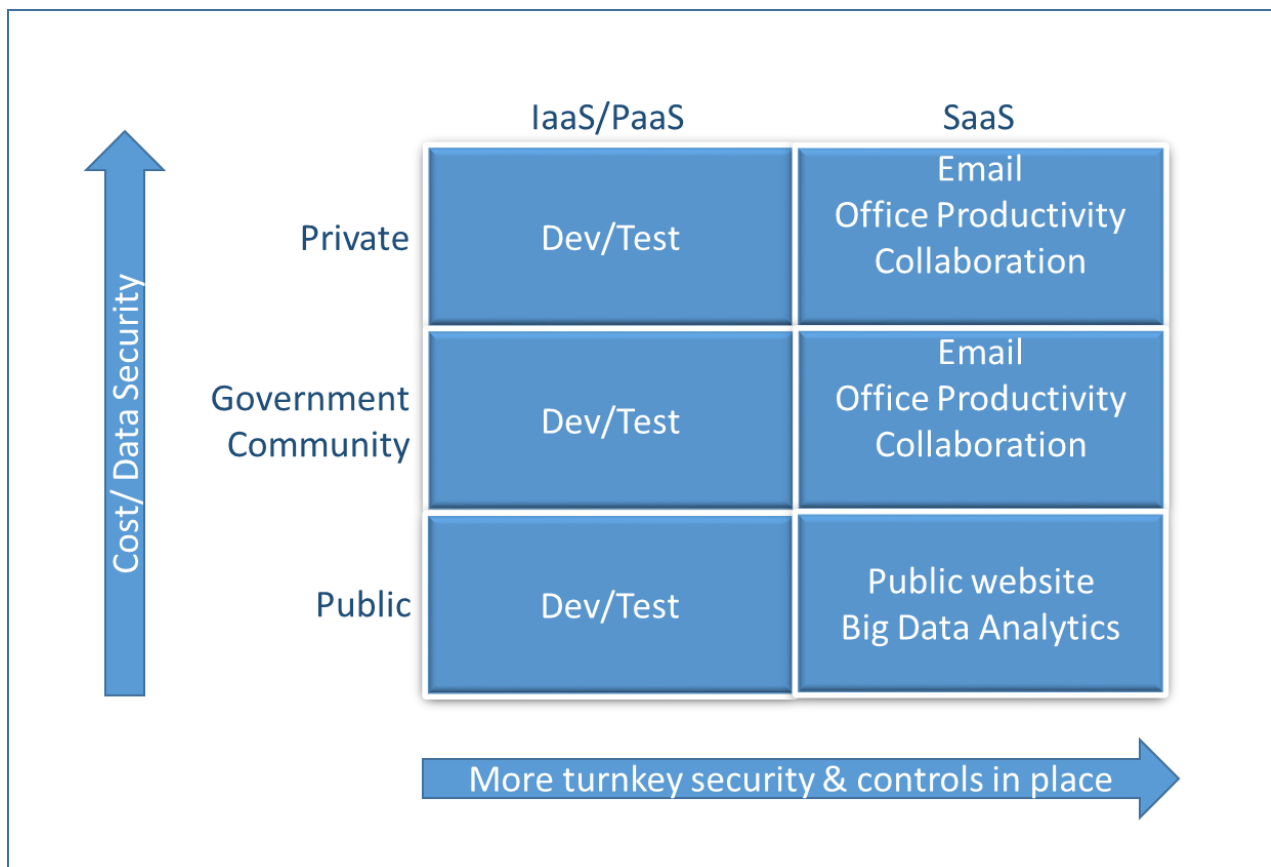 IaaS/PaaS
SaaS
Cost/ Data Security
Private
Dev/Test
Email
Office Productivity
Collaboration
Government
Community
Dev/Test
Email
Office Productivity
Collaboration
Public
Dev/Test
Public website
Big Data Analytics
More turnkey security & controls in place